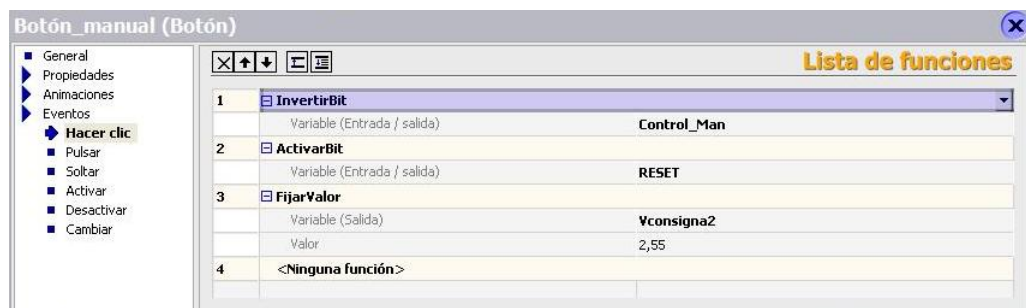 Botón_manual (Botón)
General
Propiedades
Animaciones
Eventos
Hacer clic
Pulsar
Soltar
Activar
Desactivar
Cambiar
Lista de funciones
1 InvertirBit
Variable (Entrada / salida) Control_Man
2 ActivarBit
Variable (Entrada / salida) RESET
3 FijarValor
Variable (Salida) Vconsigna2
Valor 2,55
4 <Ninguna función>